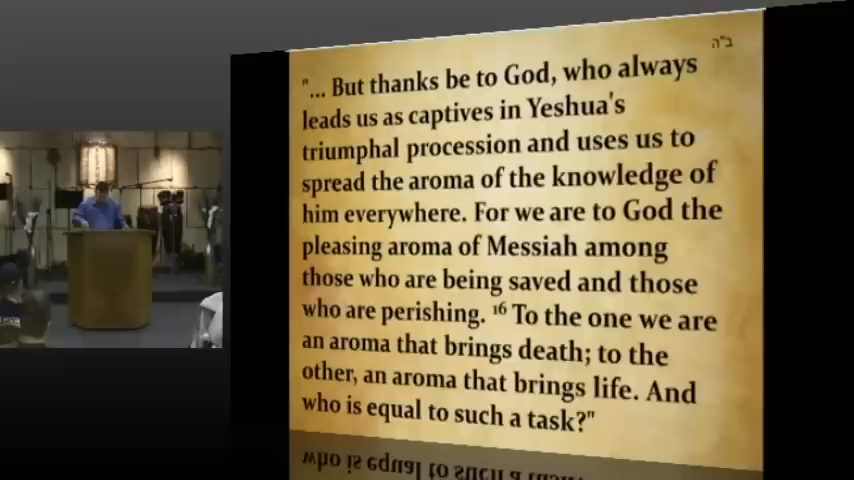 ב"ה
"... But thanks be to God, who always
leads us as captives in Yeshua's
triumphal procession and uses us to
spread the aroma of the knowledge of
him everywhere. For we are to God the
pleasing aroma of Messiah among
those who are being saved and those
who are perishing. ¹⁶ To the one we are
an aroma that brings death; to the
other, an aroma that brings life. And
who is equal to such a task?"